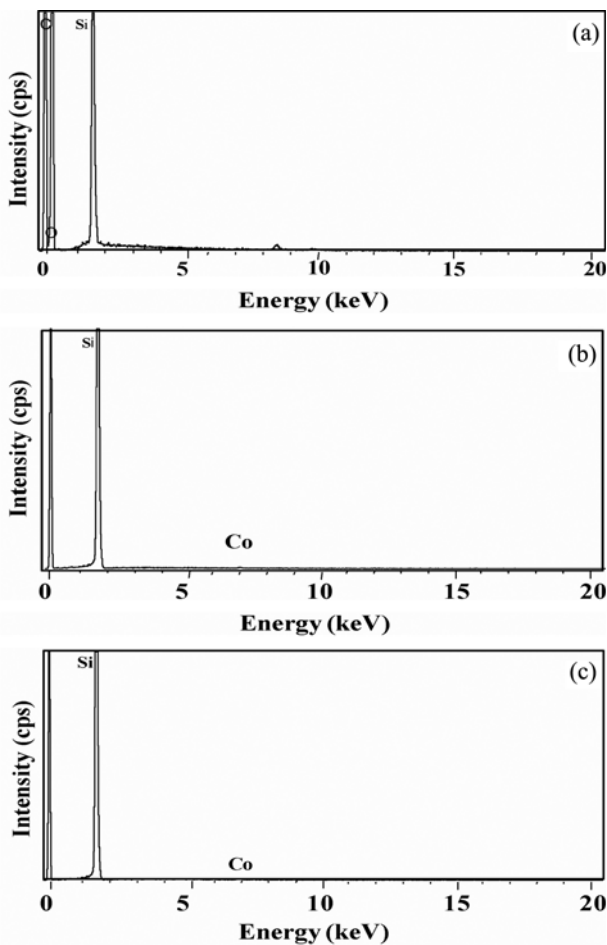 (a)
C
Si
O
Intensity (cps)
0 5 10 15 20
Energy (keV)
(b)
Si
Intensity (cps)
Co
0 5 10 15 20
Energy (keV)
(c)
Si
Intensity (cps)
Co
0 5 10 15 20
Energy (keV)